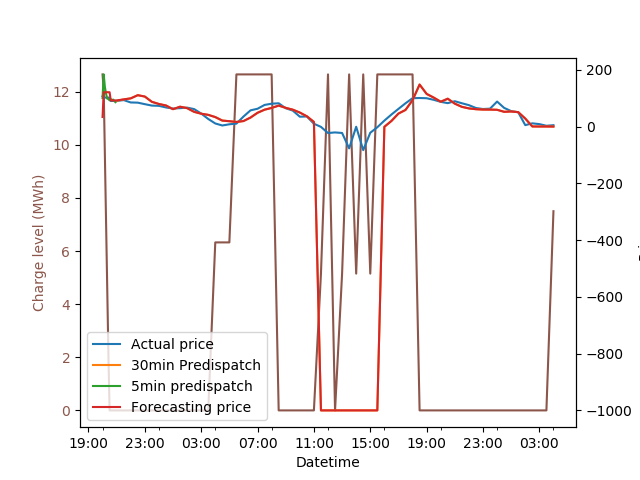 12
10
8
6
4
2
0
Charge level (MWh)
200
0
−200
−400
−600
−800
−1000
Actual price
30min Predispatch
5min predispatch
Forecasting price
19:00 23:00 03:00 07:00 11:00 15:00 19:00 23:00 03:00
Datetime